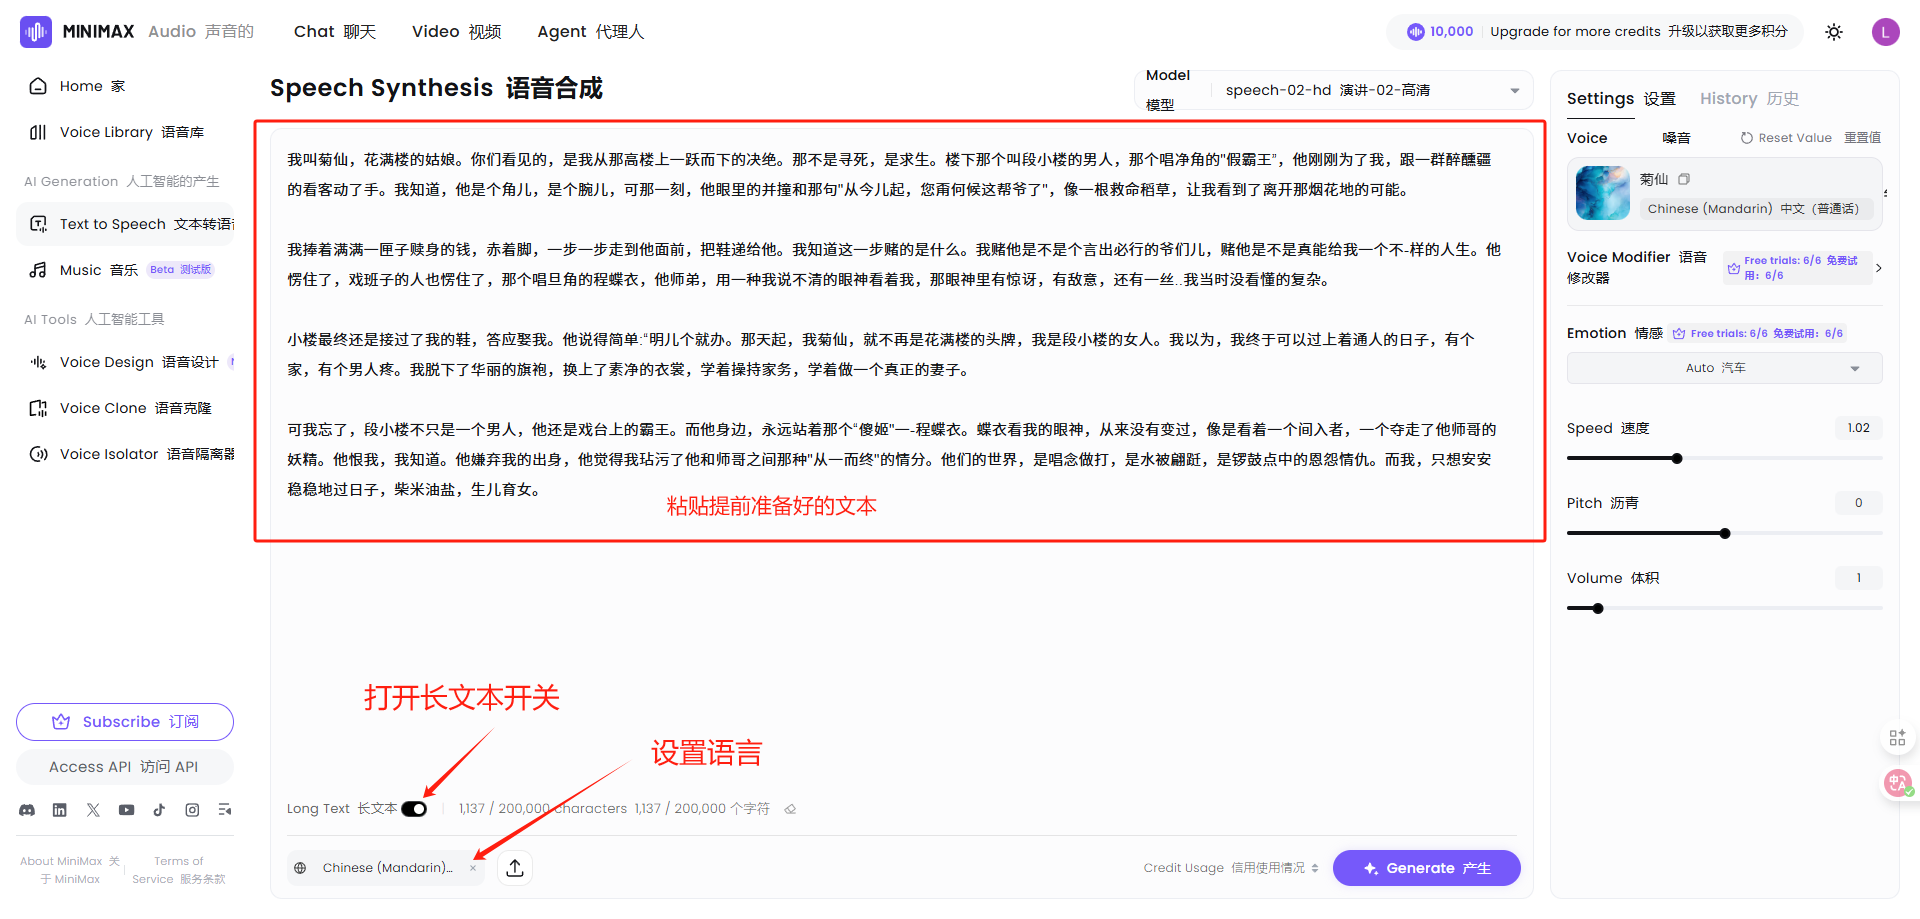 MINIMAX Audio 声音的 Chat 聊天 Video 视频 Agent 代理人 10,000 Upgrade for more credits 升级以获取更多积分 L
Home 家
Voice Library 语音库
AI Generation 人工智能的产生
Text to Speech 文本转语音
Music 音乐 Beta 测试版
AI Tools 人工智能工具
Voice Design 语音设计
Voice Clone 语音克隆
Voice Isolator 语音隔离器
Subscribe 订阅
Access API 访问 API
About MiniMax 关于 MiniMax
Terms of Service 服务条款
Speech Synthesis 语音合成
Model 模型
speech-02-hd 演讲-02-高清
我叫菊仙，花满楼的姑娘。你们看见的，是我从那高楼上一跃而下的决绝。那不是寻死，是求生。楼下那个叫段小楼的男人，那个唱净角的"假霸王"，他刚刚为了我，跟一群醉醺疆
的看客动了手。我知道，他是个角儿，是个腕儿，可那一刻，他眼里的并撞和那句"从今儿起，您甭何候这帮爷了"，像一根救命稻草，让我看到了离开那烟花地的可能。
我捧着满满一匣子赎身的钱，赤着脚，一步一步走到他面前，把鞋递给他。我知道这一步赌的是什么。我赌他是不是个言出必行的爷们儿，赌他是不是真能给我一个不-样的人生。他
愣住了，戏班子的人也愣住了，那个唱旦角的程蝶衣，他师弟，用一种我说不清的眼神看着我，那眼神里有惊讶，有敌意，还有一丝..我当时没看懂的复杂。
小楼最终还是接过了我的鞋，答应娶我。他说得简单:“明儿个就办。那天起，我菊仙，就不再是花满楼的头牌，我是段小楼的女人。我以为，我终于可以过上着通人的日子，有个
家，有个男人疼。我脱下了华丽的旗袍，换上了素净的衣裳，学着操持家务，学着做一个真正的妻子。
可我忘了，段小楼不只是一个男人，他还是戏台上的霸王。而他身边，永远站着那个“傻姬"一-程蝶衣。蝶衣看我的眼神，从来没有变过，像是看着一个间入者，一个夺走了他师哥的
妖精。他恨我，我知道。他嫌弃我的出身，他觉得我玷污了他和师哥之间那种"从一而终"的情分。他们的世界，是唱念做打，是水被翩跹，是锣鼓点中的恩怨情仇。而我，只想安安
稳稳地过日子，柴米油盐，生儿育女。
粘贴提前准备好的文本
打开长文本开关
设置语言
Long Text 长文本 1,137 / 200,000 characters 1,137 / 200,000 个字符
Chinese (Mandarin)... ×
Credit Usage 信用使用情况
Generate 产生
Settings 设置 History 历史
Voice 嗓音 Reset Value 重置值
菊仙
Chinese (Mandarin) 中文（普通话）
Voice Modifier 语音修改器
Free trials: 6/6 免费试用：6/6
Emotion 情感 Free trials: 6/6 免费试用：6/6
Auto 汽车
Speed 速度 1.02
Pitch 沥青 0
Volume 体积 1